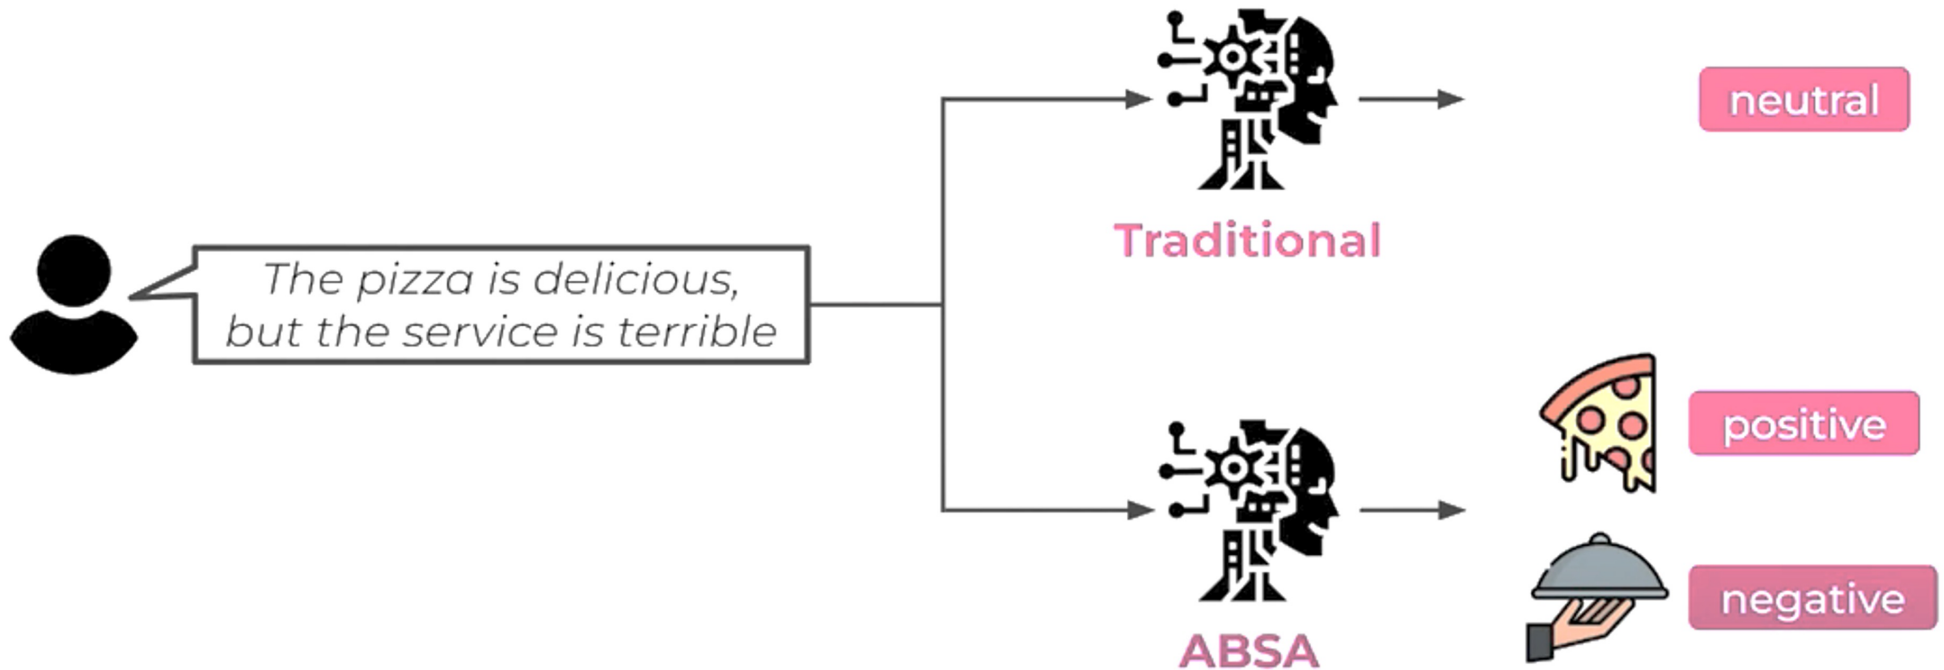 The pizza is delicious,
but the service is terrible
Traditional
neutral
ABSA
positive
negative